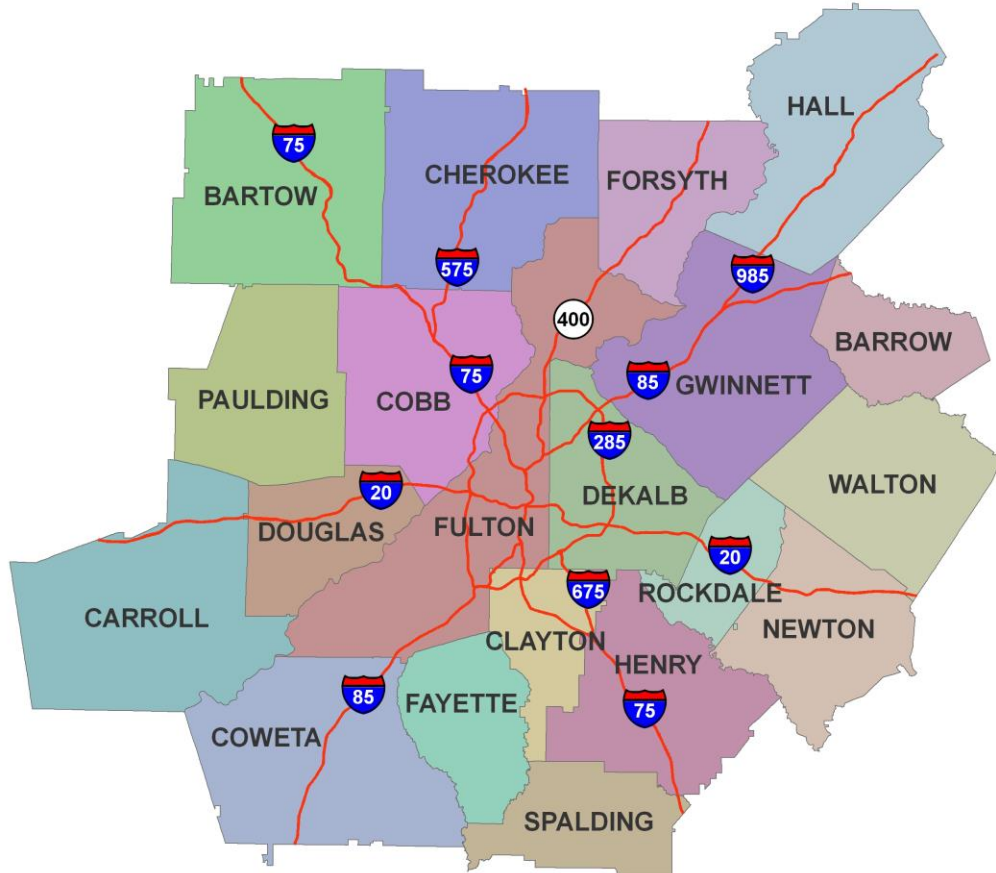 HALL
75
CHEROKEE
FORSYTH
BARTOW
575
985
400
BARROW
75
85
GWINNETT
PAULDING
COBB
285
WALTON
20
DEKALB
DOUGLAS
FULTON
20
675
ROCKDALE
CARROLL
NEWTON
CLAYTON
HENRY
85
FAYETTE
75
COWETA
SPALDING